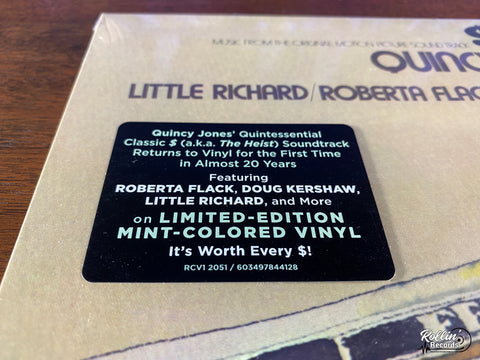 $
MUSIC FROM THE ORIGINAL MOTION PICTURE SOUND TRACK
QUINC
LITTLE RICHARD/ROBERTA FLAC
Quincy Jones' Quintessential
Classic $ (a.k.a. The Heist) Soundtrack
Returns to Vinyl for the First Time
in Almost 20 Years
Featuring
ROBERTA FLACK, DOUG KERSHAW,
LITTLE RICHARD, and More
on LIMITED-EDITION
MINT-COLORED VINYL
It's Worth Every $!
RCV1 2051 / 603497844128
Rollin'
Records